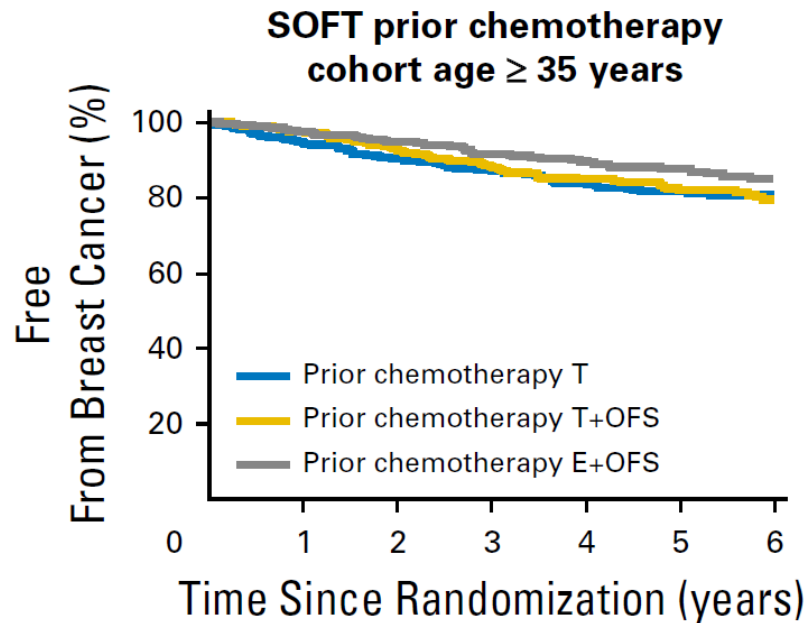 SOFT prior chemotherapy
cohort age ≥ 35 years
Free
From Breast Cancer (%)
100
80
60
40
20
0
Prior chemotherapy T
Prior chemotherapy T+OFS
Prior chemotherapy E+OFS
1 2 3 4 5 6
Time Since Randomization (years)